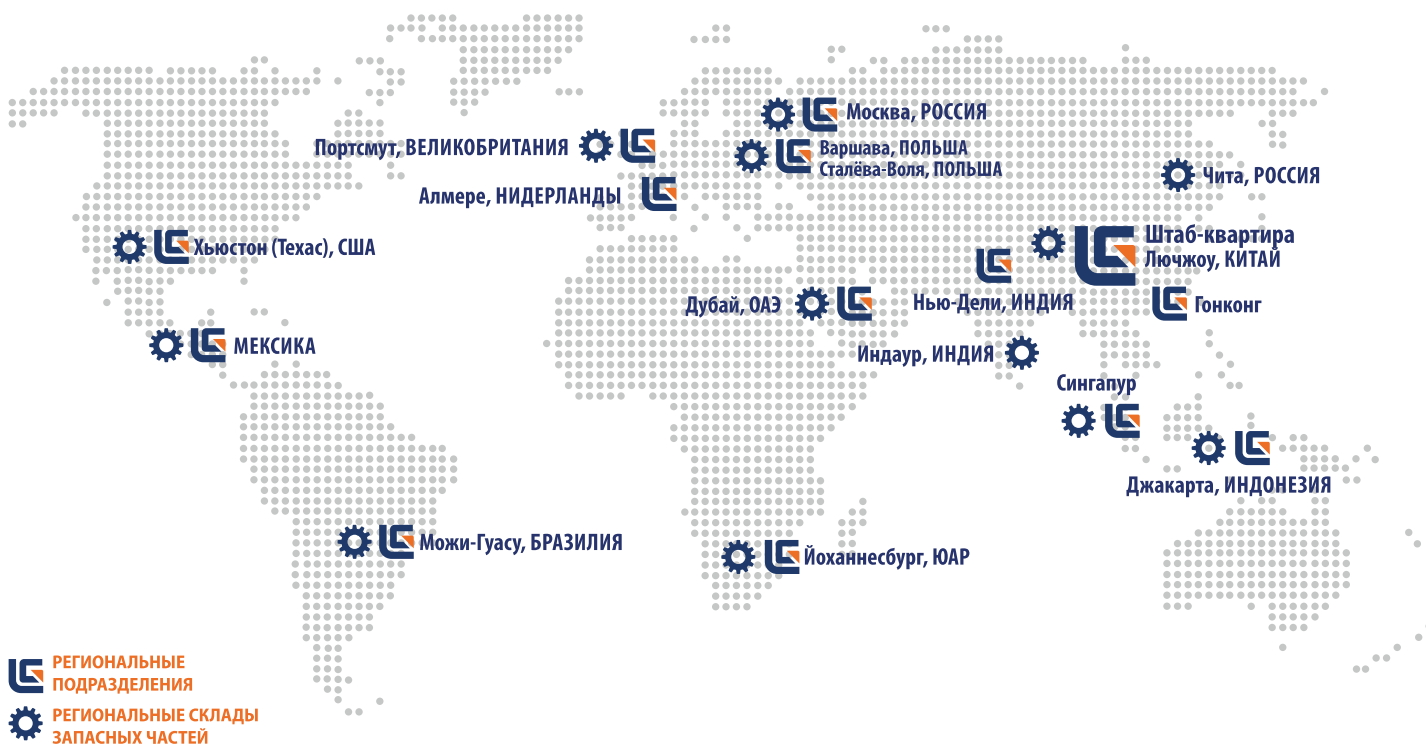 Москва, РОССИЯ
Портсмут, ВЕЛИКОБРИТАНИЯ
Варшава, ПОЛЬША
Сталёва-Воля, ПОЛЬША
Чита, РОССИЯ
Алмере, НИДЕРЛАНДЫ
Хьюстон (Техас), США
Штаб-квартира
Лючжоу, КИТАЙ
Дубай, ОАЭ
Нью-Дели, ИНДИЯ
Гонконг
МЕКСИКА
Индаур, ИНДИЯ
Сингапур
Джакарта, ИНДОНЕЗИЯ
Можи-Гуасу, БРАЗИЛИЯ
Йоханнесбург, ЮАР
РЕГИОНАЛЬНЫЕ
ПОДРАЗДЕЛЕНИЯ
РЕГИОНАЛЬНЫЕ СКЛАДЫ
ЗАПАСНЫХ ЧАСТЕЙ